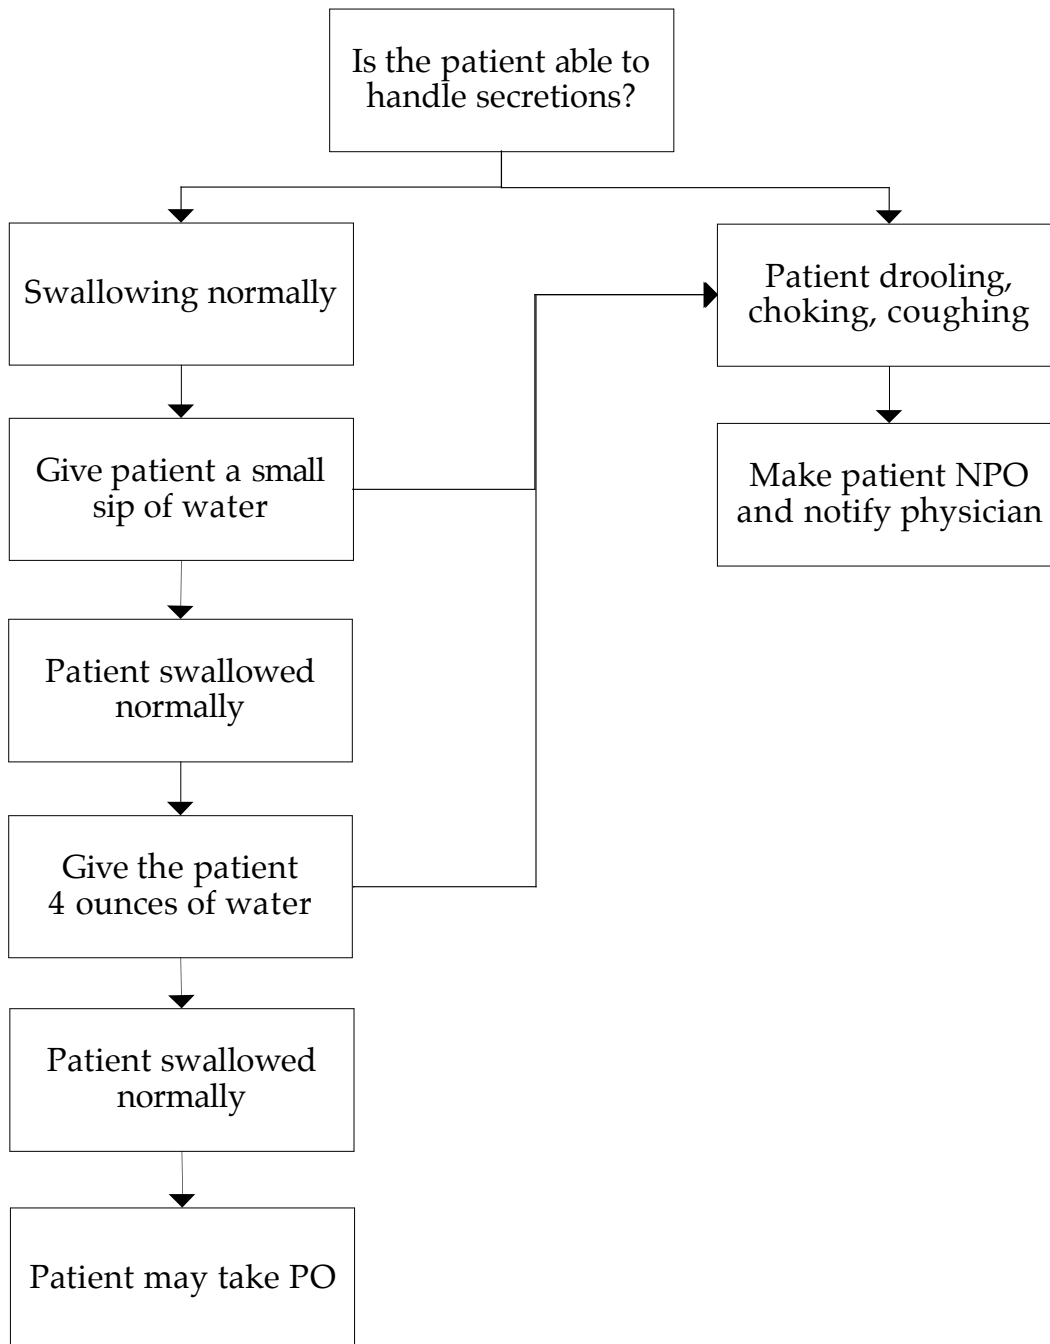 Is the patient able to
handle secretions?
Swallowing normally
Patient drooling,
choking, coughing
Give patient a small
sip of water
Make patient NPO
and notify physician
Patient swallowed
normally
Give the patient
4 ounces of water
Patient swallowed
normally
Patient may take PO